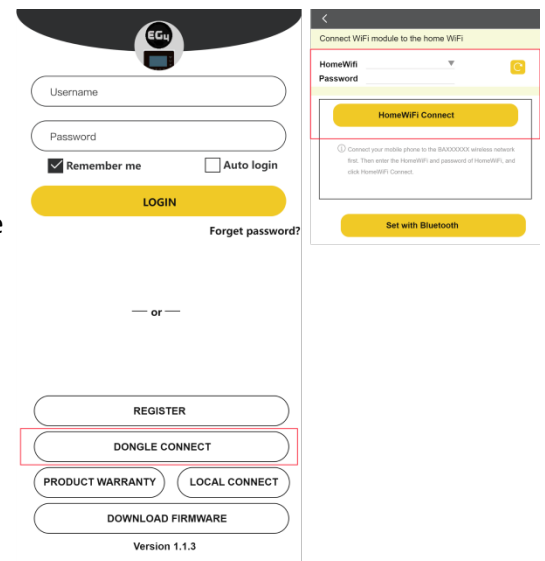 EG4
Username
Password
Remember me
Auto login
LOGIN
e
Forget password?
or
REGISTER
DONGLE CONNECT
PRODUCT WARRANTY
LOCAL CONNECT
DOWNLOAD FIRMWARE
Version 1.1.3
Connect WiFi module to the home WiFi
HomeWifi
Password
HomeWiFi Connect
Connect your mobile phone to the BAXXXXXX wireless network
first. Then enter the HomeWiFi and password of HomeWiFi, and
click HomeWiFi Connect.
Set with Bluetooth